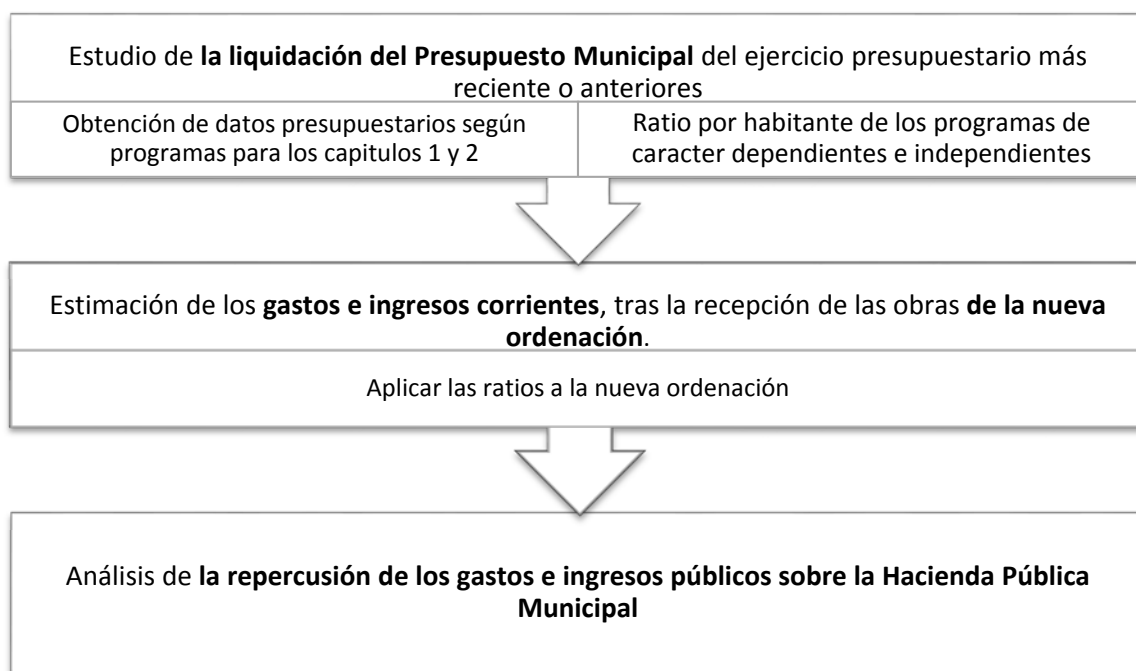 Estudio de la liquidación del Presupuesto Municipal del ejercicio presupuestario más
reciente o anteriores
Obtención de datos presupuestarios según
programas para los capitulos 1 y 2
Ratio por habitante de los programas de
caracter dependientes e independientes
Estimación de los gastos e ingresos corrientes, tras la recepción de las obras de la nueva
ordenación.
Aplicar las ratios a la nueva ordenación
Análisis de la repercusión de los gastos e ingresos públicos sobre la Hacienda Pública
Municipal